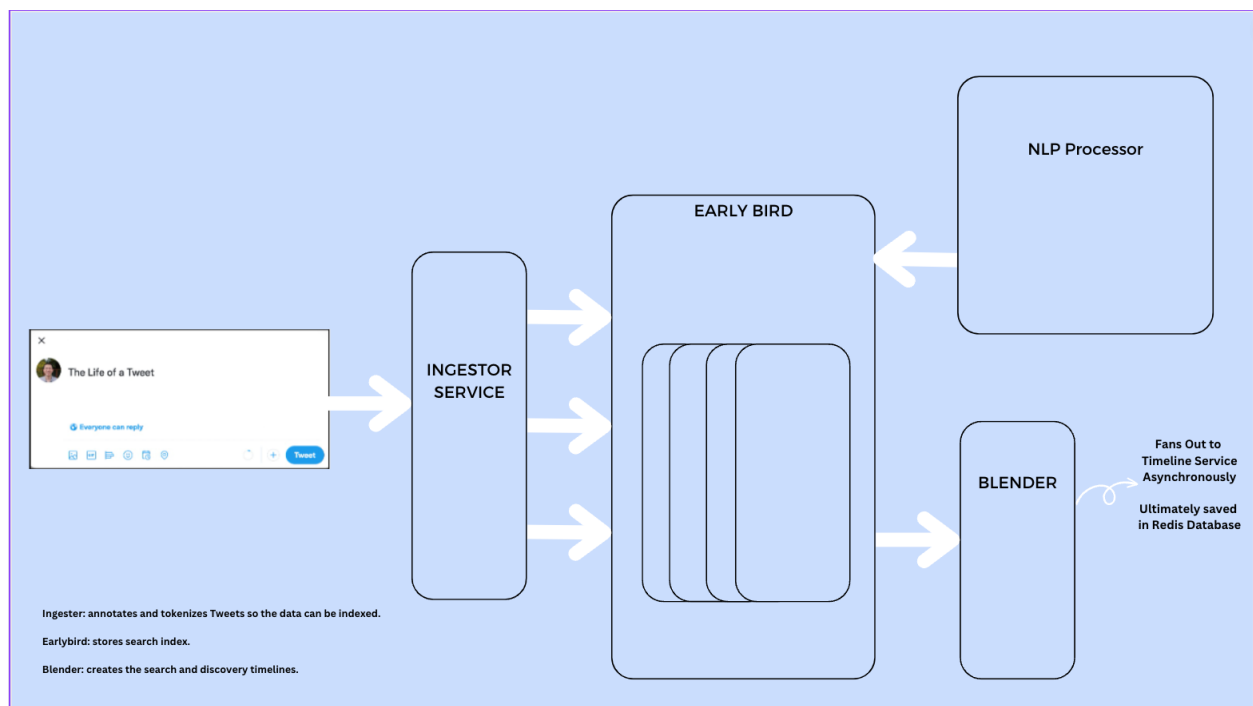 NLP Processor
EARLY BIRD
INGESTOR
SERVICE
The Life of a Tweet
Everyone can reply
Tweet
BLENDER
Fans Out to
Timeline Service
Asynchronously
Ultimately saved
in Redis Database
Ingester: annotates and tokenizes Tweets so the data can be indexed.
Earlybird: stores search index.
Blender: creates the search and discovery timelines.